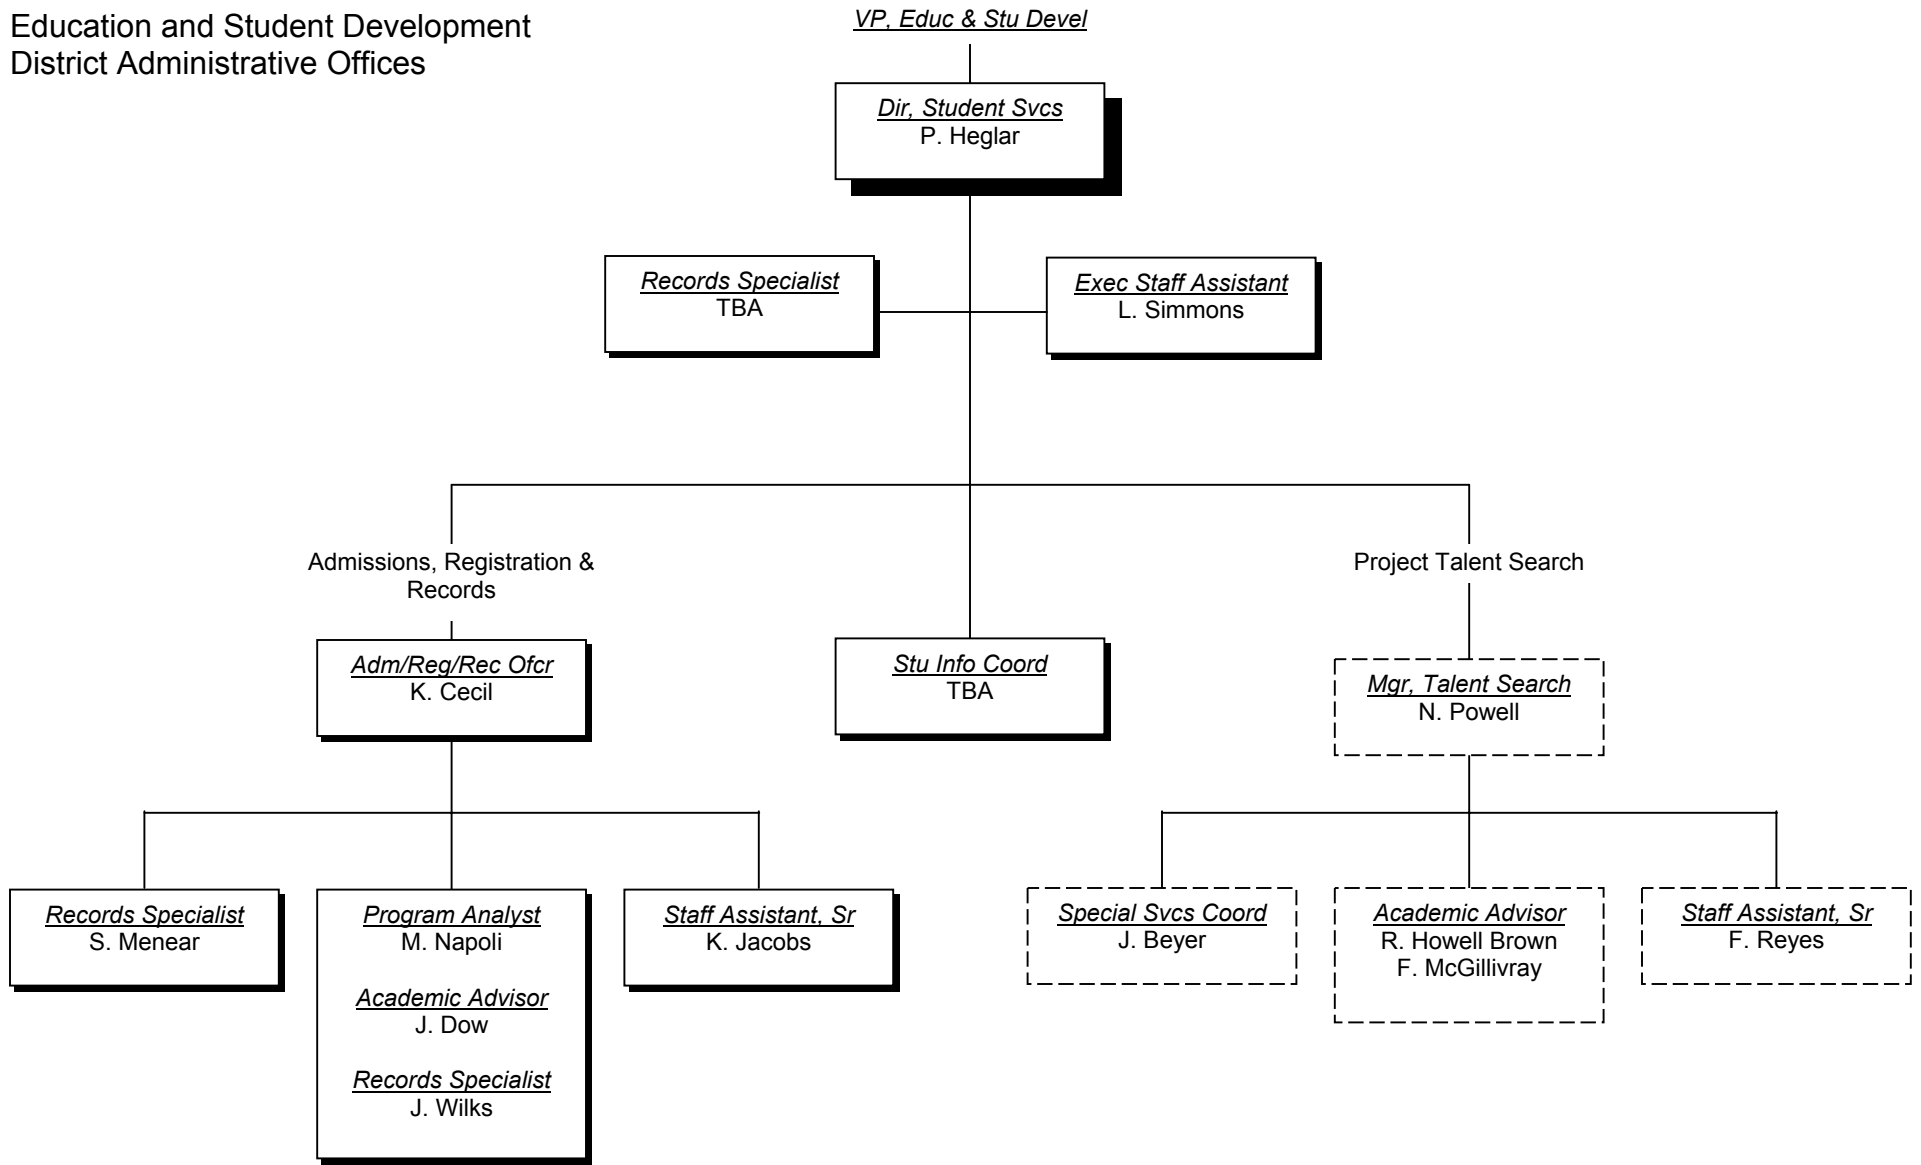 Education and Student Development
District Administrative Offices
VP, Educ & Stu Devel
Dir, Student Svcs
P. Heglar
Records Specialist
TBA
Exec Staff Assistant
L. Simmons
Admissions, Registration &
Records
Project Talent Search
Adm/Reg/Rec Ofcr
K. Cecil
Stu Info Coord
TBA
Mgr, Talent Search
N. Powell
Records Specialist
S. Menear
Program Analyst
M. Napoli
Academic Advisor
J. Dow
Records Specialist
J. Wilks
Staff Assistant, Sr
K. Jacobs
Special Svcs Coord
J. Beyer
Academic Advisor
R. Howell Brown
F. McGillivray
Staff Assistant, Sr
F. Reyes